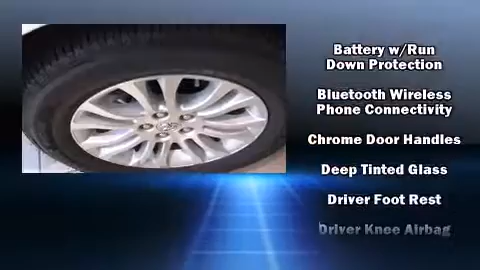 Battery w/Run
Down Protection
Bluetooth Wireless
Phone Connectivity
Chrome Door Handles
Deep Tinted Glass
Driver Foot Rest
Driver Knee Airbag